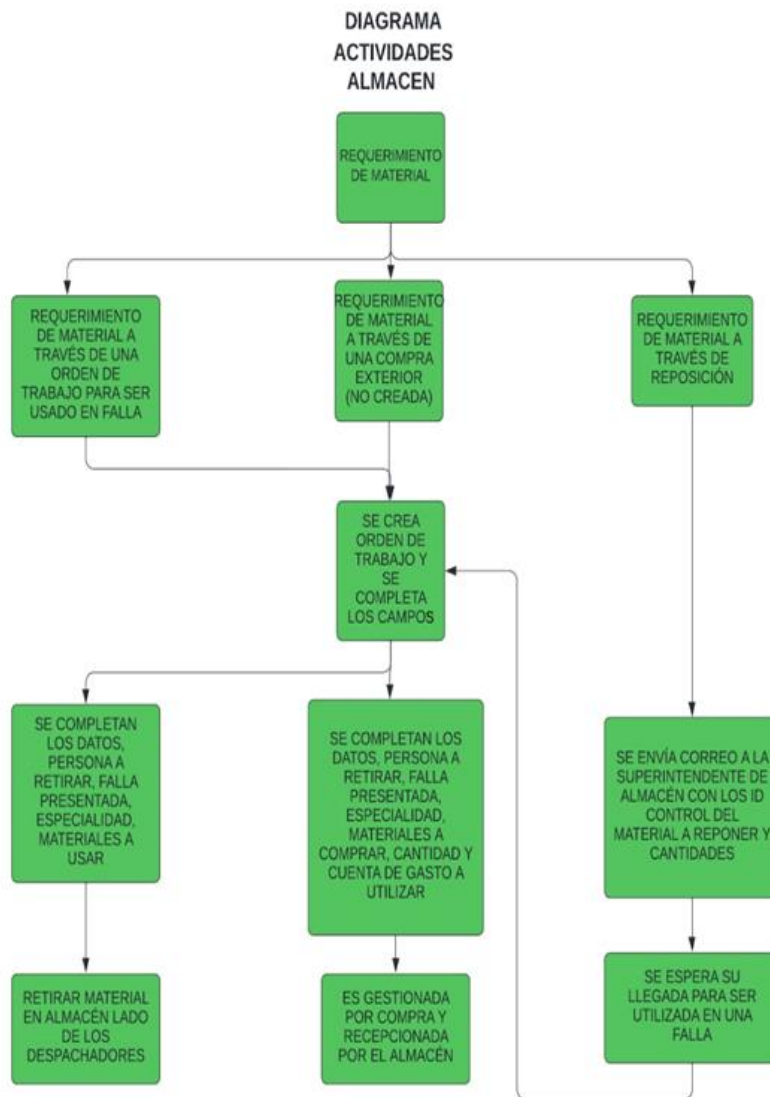 DIAGRAMA
ACTIVIDADES
ALMACEN
REQUERIMIENTO
DE MATERIAL
REQUERIMIENTO
DE MATERIAL A
TRAVÉS DE UNA
ORDEN DE
TRABAJO PARA SER
USADO EN FALLA
REQUERIMIENTO
DE MATERIAL
A TRAVÉS DE
UNA COMPRA
EXTERIOR
(NO CREADA)
REQUERIMIENTO
DE MATERIAL A
TRAVÉS DE
REPOSICIÓN
SE CREA
ORDEN DE
TRABAJO Y
SE
COMPLETA
LOS CAMPOS
SE COMPLETAN
LOS DATOS,
PERSONA A
RETIRAR, FALLA
PRESENTADA,
ESPECIALIDAD,
MATERIALES A
USAR
SE COMPLETAN LOS
DATOS, PERSONA A
RETIRAR, FALLA
PRESENTADA,
ESPECIALIDAD,
MATERIALES A
COMPRAR, CANTIDAD Y
CUENTA DE GASTO A
UTILIZAR
SE ENVÍA CORREO A LA
SUPERINTENDENTE DE
ALMACÉN CON LOS ID
CONTROL DEL
MATERIAL A REPONER Y
CANTIDADES
RETIRAR MATERIAL
EN ALMACÉN LADO
DE LOS
DESPACHADORES
ES GESTIONADA
POR COMPRA Y
RECEPCIONADA
POR EL ALMACÉN
SE ESPERA SU
LLEGADA PARA SER
UTILIZADA EN UNA
FALLA